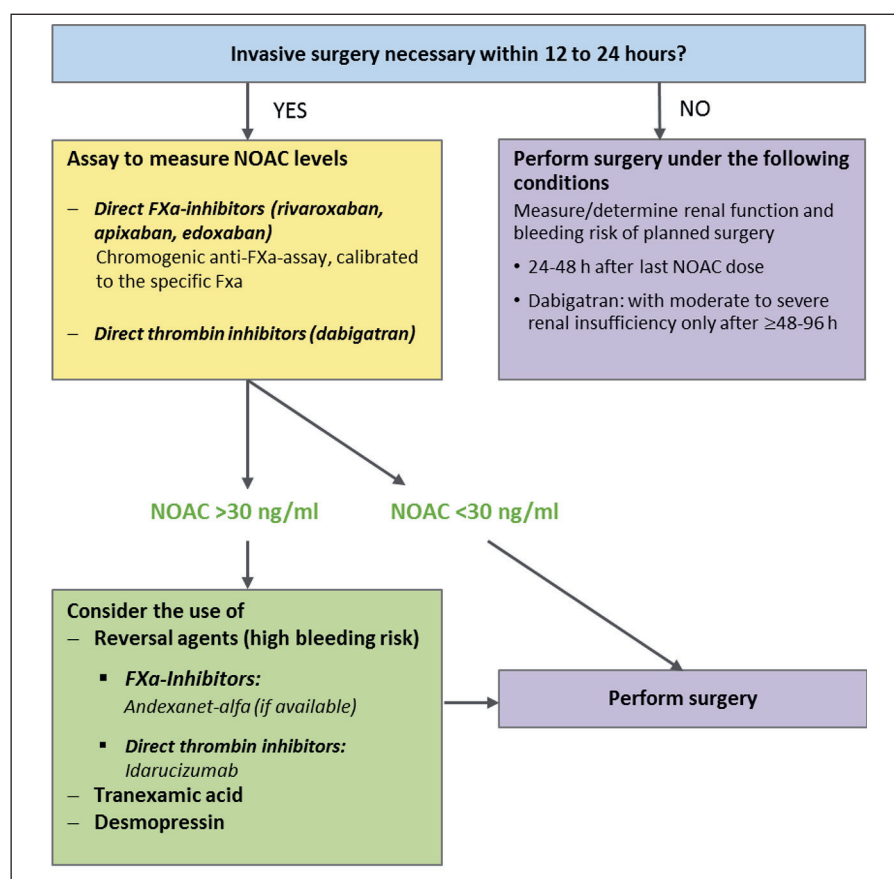 Invasive surgery necessary within 12 to 24 hours?
YES
NO
Assay to measure NOAC levels
– Direct FXa-inhibitors (rivaroxaban,
apixaban, edoxaban)
Chromogenic anti-FXa-assay, calibrated
to the specific Fxa
– Direct thrombin inhibitors (dabigatran)
Perform surgery under the following
conditions
Measure/determine renal function and
bleeding risk of planned surgery
• 24-48 h after last NOAC dose
• Dabigatran: with moderate to severe
renal insufficiency only after ≥48-96 h
NOAC >30 ng/ml
NOAC <30 ng/ml
Consider the use of
– Reversal agents (high bleeding risk)
▪ FXa-Inhibitors:
Andexanet-alfa (if available)
▪ Direct thrombin inhibitors:
Idarucizumab
– Tranexamic acid
– Desmopressin
Perform surgery